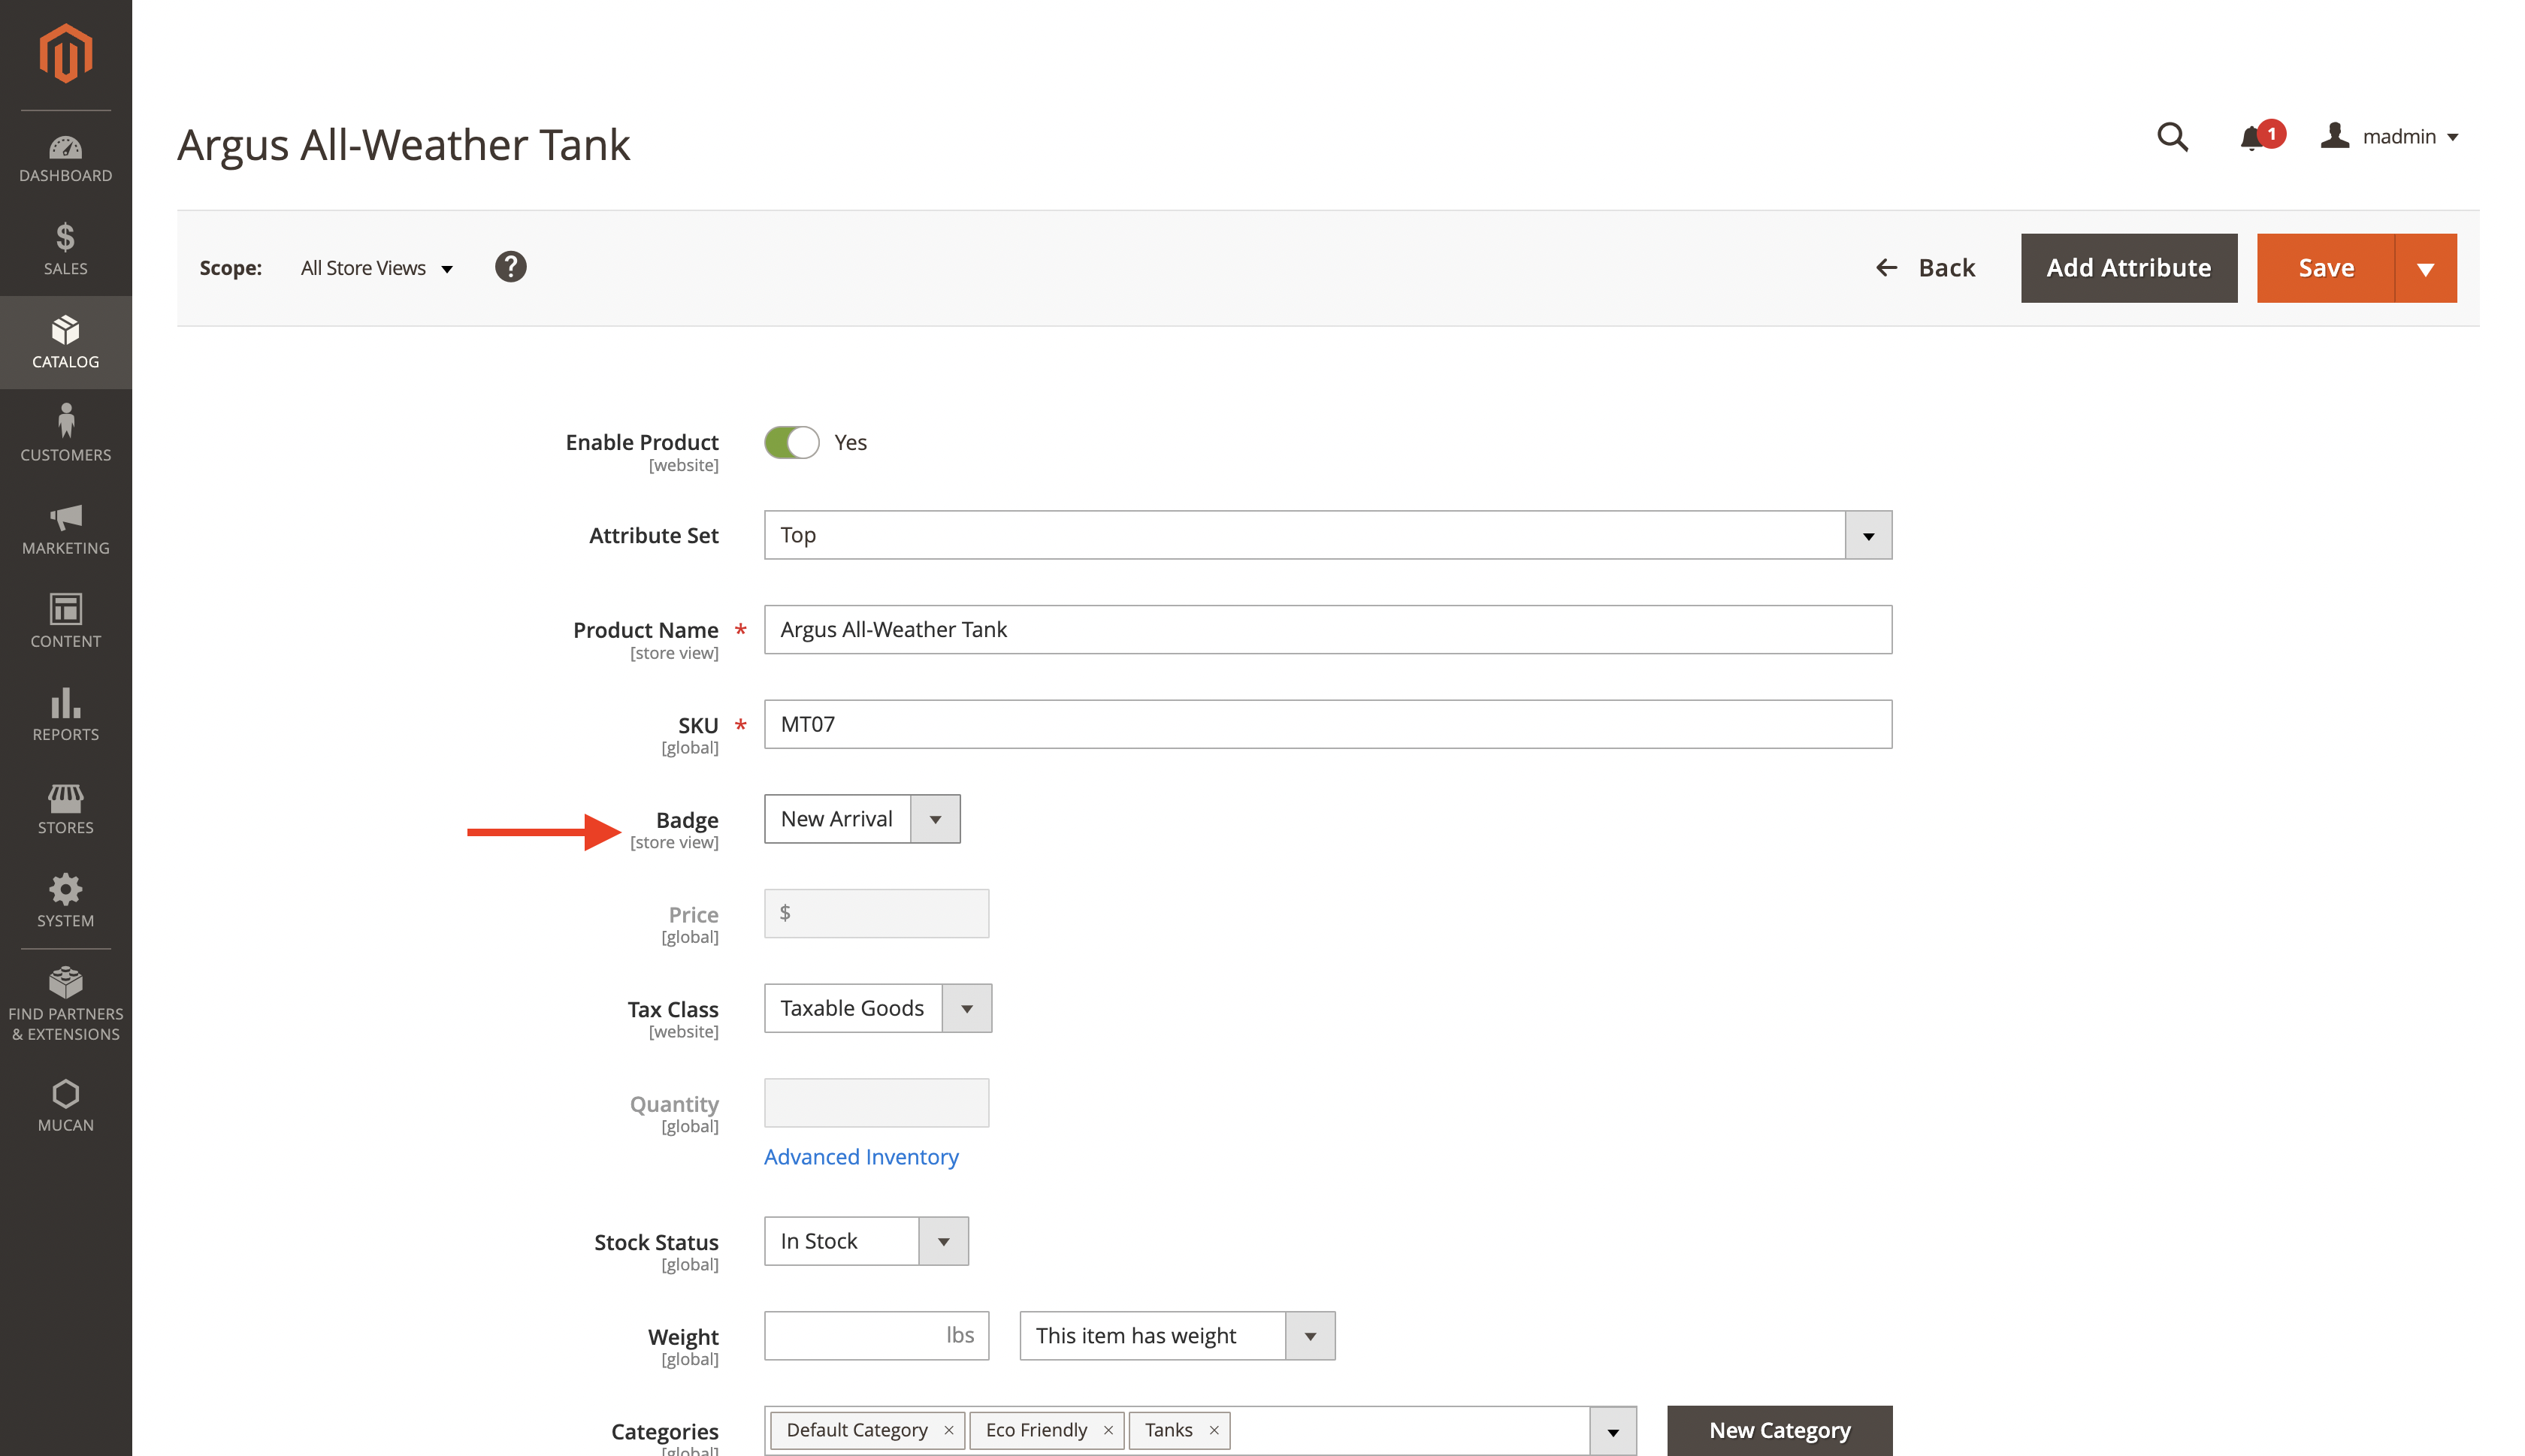 Argus All-Weather Tank
1
madmin
DASHBOARD
SALES
CATALOG
CUSTOMERS
MARKETING
CONTENT
REPORTS
STORES
SYSTEM
FIND PARTNERS
& EXTENSIONS
MUCAN
Scope: All Store Views ?
Back
Add Attribute
Save
Enable Product Yes
[website]
Attribute Set Top
Product Name * Argus All-Weather Tank
[store view]
SKU * MT07
[global]
Badge New Arrival
[store view]
Price $
[global]
Tax Class Taxable Goods
[website]
Quantity
[global]
Advanced Inventory
Stock Status In Stock
[global]
Weight lbs This item has weight
[global]
Categories Default Category × Eco Friendly × Tanks × New Category
[global]